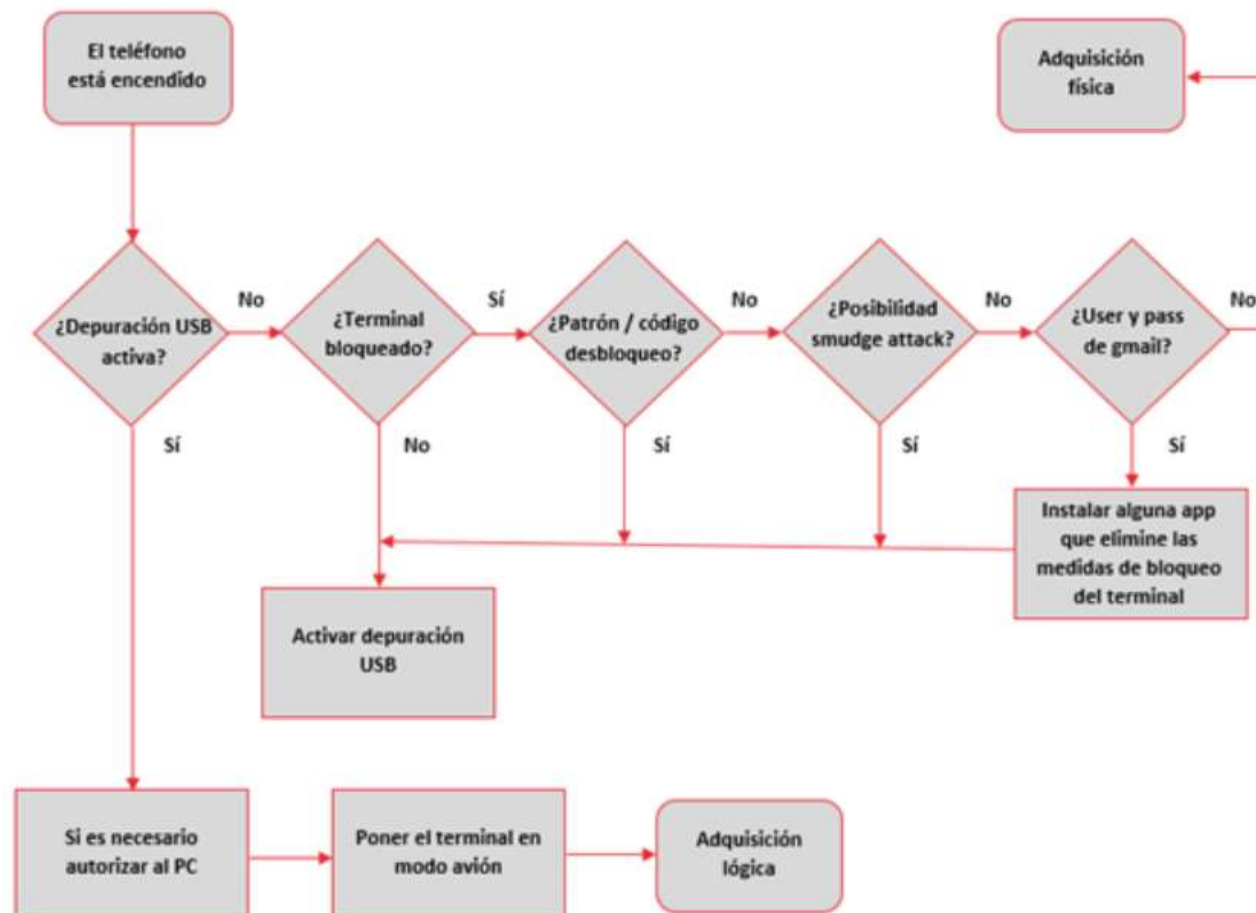 El teléfono
está encendido
Adquisición
física
No
Sí
No
No
No
¿Depuración USB
activa?
¿Terminal
bloqueado?
¿Patrón / código
desbloqueo?
¿Posibilidad
smudge attack?
¿User y pass
de gmail?
Sí
No
Sí
Sí
Sí
Instalar alguna app
que elimine las
medidas de bloqueo
del terminal
Activar depuración
USB
Si es necesario
autorizar al PC
Poner el terminal en
modo avión
Adquisición
lógica